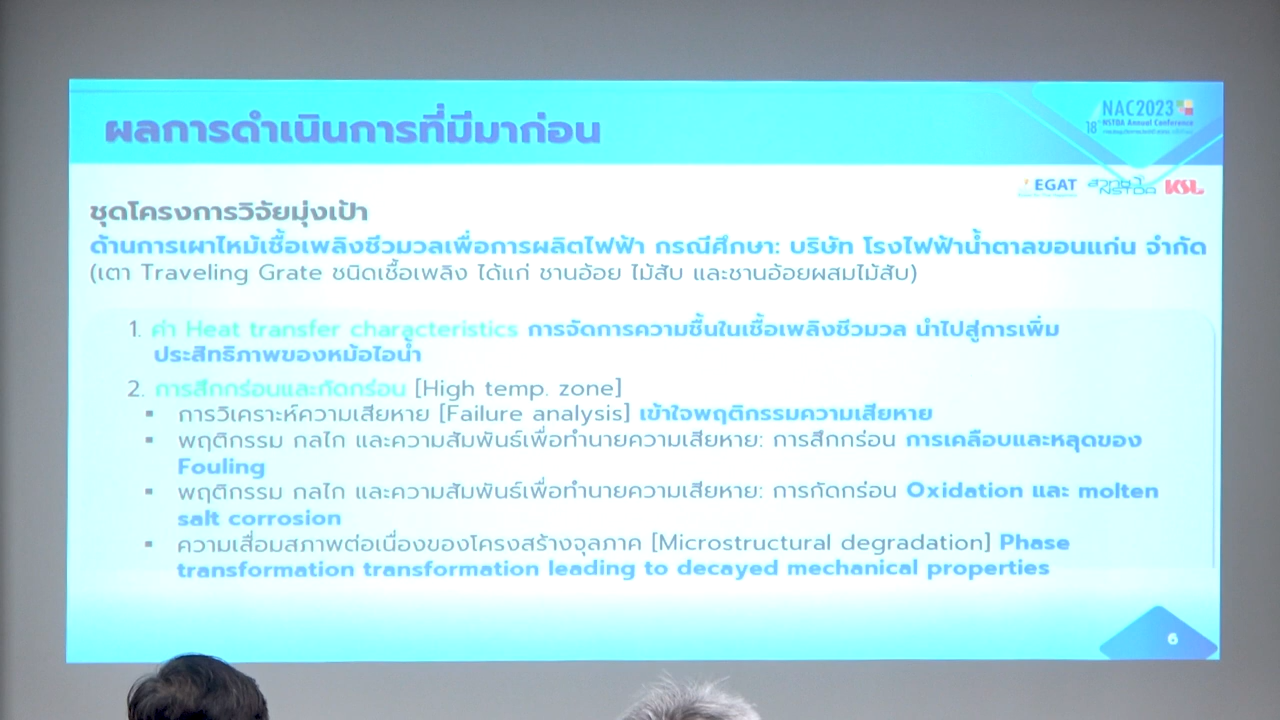 ผลการดำเนินการที่มีมาก่อน
NAC2023
18
NSTDA Annual Conference
EGAT
สวทช
NSTDA
KSL
ชุดโครงการวิจัยมุ่งเป้า
ด้านการเผาไหม้เชื้อเพลิงชีวมวลเพื่อการผลิตไฟฟ้า กรณีศึกษา: บริษัท โรงไฟฟ้าน้ำตาลขอนแก่น จำกัด
(เตา Traveling Grate ชนิดเชื้อเพลิง ได้แก่ ชานอ้อย ไม้สับ และชานอ้อยผสมไม้สับ)
1. ค่า Heat transfer characteristics การจัดการความชื้นในเชื้อเพลิงชีวมวล นำไปสู่การเพิ่ม
ประสิทธิภาพของหม้อไอน้ำ
2. การสึกกร่อนและกัดกร่อน [High temp. zone]
▪ การวิเคราะห์ความเสียหาย [Failure analysis] เข้าใจพฤติกรรมความเสียหาย
▪ พฤติกรรม กลไก และความสัมพันธ์เพื่อทำนายความเสียหาย: การสึกกร่อน การเคลือบและหลุดของ
Fouling
▪ พฤติกรรม กลไก และความสัมพันธ์เพื่อทำนายความเสียหาย: การกัดกร่อน Oxidation และ molten
salt corrosion
▪ ความเสื่อมสภาพต่อเนื่องของโครงสร้างจุลภาค [Microstructural degradation] Phase
transformation transformation leading to decayed mechanical properties
6